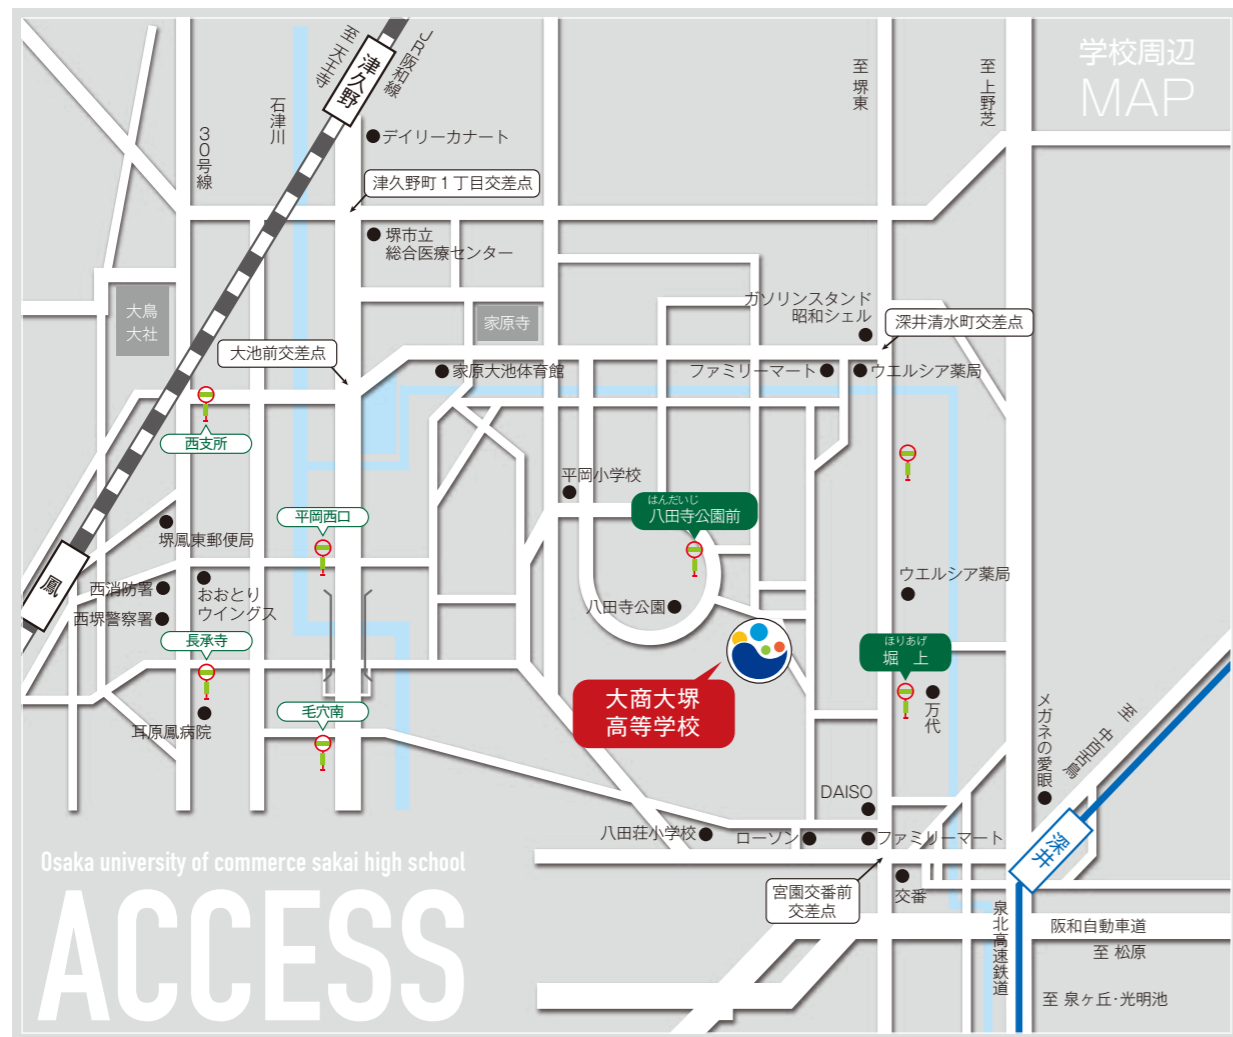 学校周辺
MAP
至 天王寺
津久野
JR阪和線
石津川
30号線
至 堺東
至 上野芝
デイリーカナート
津久野町1丁目交差点
堺市立
総合医療センター
大鳥
大社
家原寺
ガソリンスタンド
昭和シェル
深井清水町交差点
大池前交差点
家原大池体育館
ファミリーマート
ウエルシア薬局
西支所
平岡小学校
はんだいじ
八田寺公園前
平岡西口
堺鳳東郵便局
鳳
西消防署
おおとり
ウイングス
西堺警察署
八田寺公園
ウエルシア薬局
長承寺
ほりあげ
堀 上
大商大堺
高等学校
万代
メガネの愛眼
至 中百舌鳥
毛穴南
耳原鳳病院
DAISO
八田荘小学校
ローソン
ファミリーマート
深井
宮園交番前
交差点
交番
泉北高速鉄道
阪和自動車道
至 松原
至 泉ヶ丘・光明池
Osaka university of commerce sakai high school
ACCESS